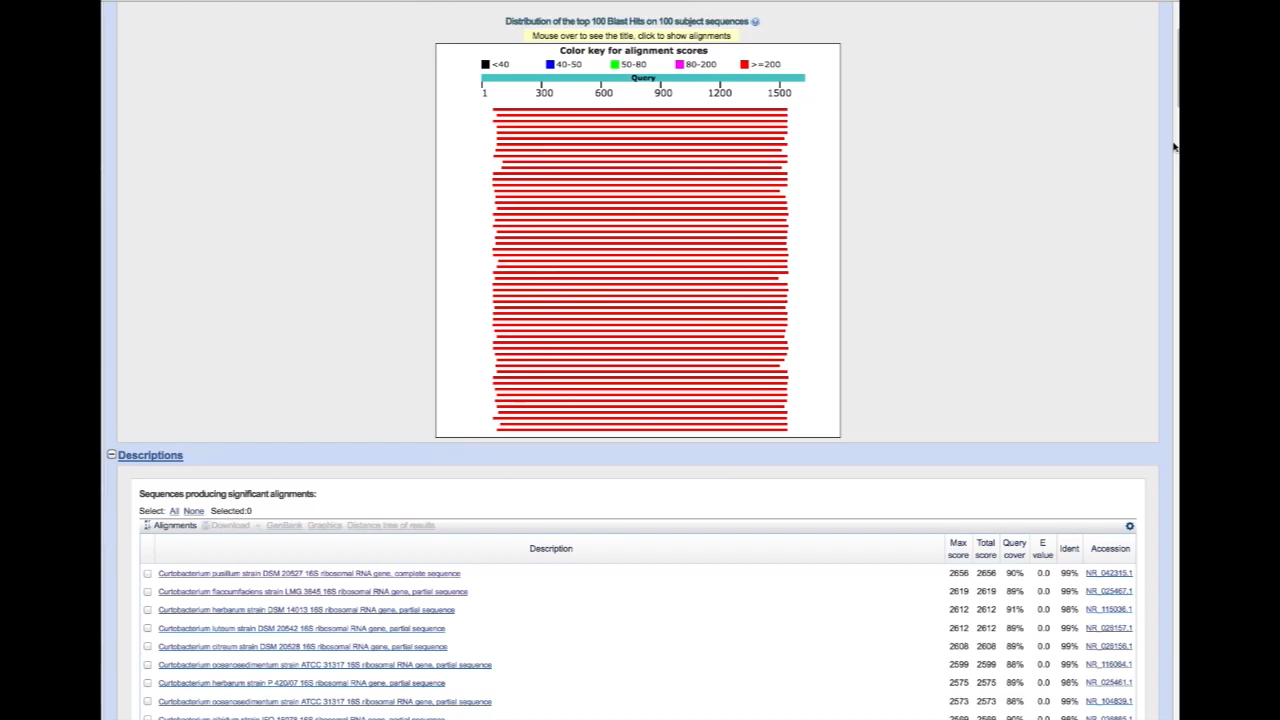 Distribution of the top 100 Blast Hits on 100 subject sequences
Mouse over to see the title, click to show alignments
Color key for alignment scores
<40 40-50 50-80 80-200 >=200
Query
1 300 600 900 1200 1500
Descriptions
Sequences producing significant alignments:
Select: All None Selected:0
Alignments Download GenBank Graphics Distance tree of results
Description Max score Total score Query cover E value Ident Accession
Curtobacterium pusillum strain DSM 20527 16S ribosomal RNA gene, complete sequence 2656 2656 90% 0.0 99% NR_042315.1
Curtobacterium flaccumfaciens strain LMG 3645 16S ribosomal RNA gene, partial sequence 2619 2619 89% 0.0 99% NR_025467.1
Curtobacterium herbarum strain DSM 14013 16S ribosomal RNA gene, partial sequence 2612 2612 91% 0.0 98% NR_115036.1
Curtobacterium luteum strain DSM 20542 16S ribosomal RNA gene, partial sequence 2612 2612 89% 0.0 99% NR_026157.1
Curtobacterium citreum strain DSM 20528 16S ribosomal RNA gene, partial sequence 2608 2608 89% 0.0 99% NR_026156.1
Curtobacterium oceanosedimentum strain ATCC 31317 16S ribosomal RNA gene, partial sequence 2599 2599 88% 0.0 99% NR_116064.1
Curtobacterium herbarum strain P 420/07 16S ribosomal RNA gene, partial sequence 2575 2575 89% 0.0 98% NR_025461.1
Curtobacterium oceanosedimentum strain ATCC 31317 16S ribosomal RNA gene, partial sequence 2573 2573 88% 0.0 99% NR_104839.1